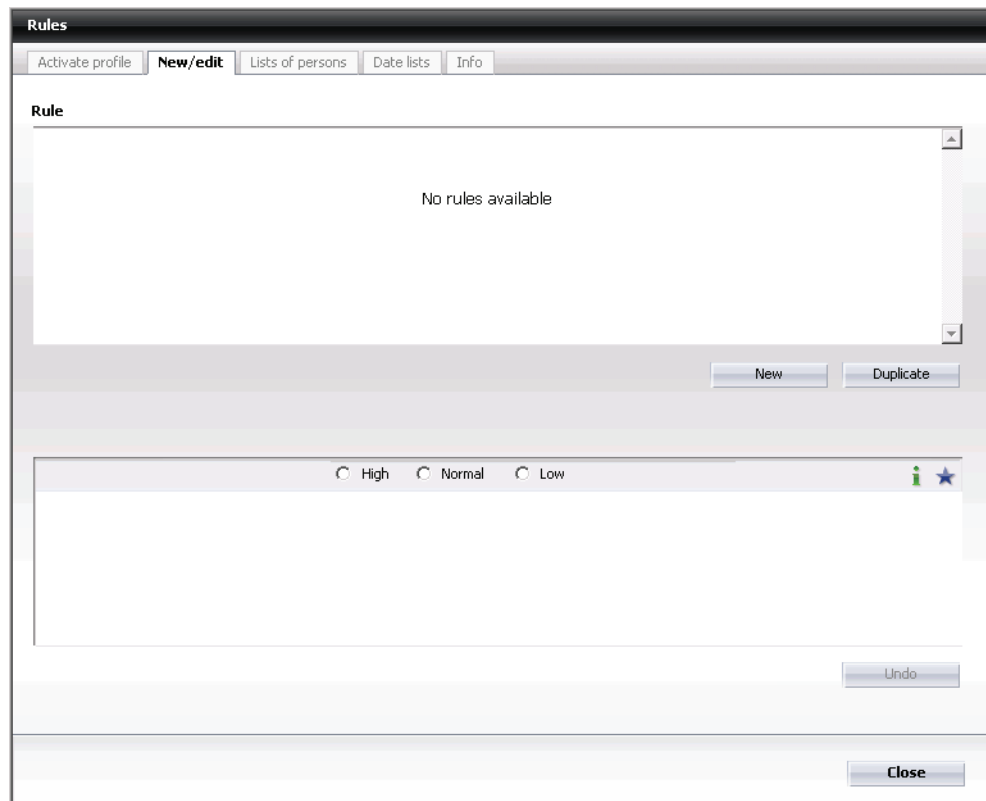 Rules
Activate profile New/edit Lists of persons Date lists Info
Rule
No rules available
New Duplicate
High Normal Low
Undo
Close